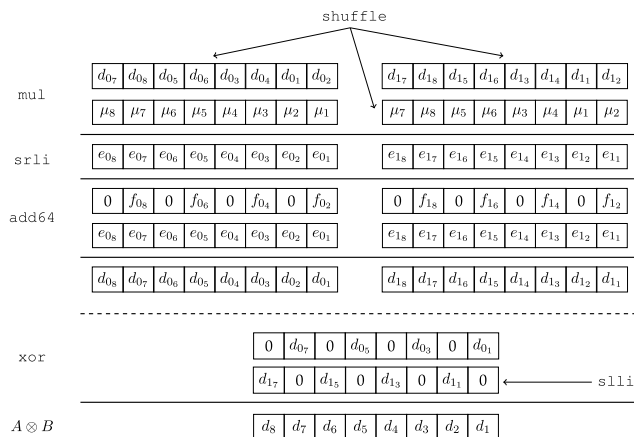 shuffle
mul
d₀₇ d₀₈ d₀₅ d₀₆ d₀₃ d₀₄ d₀₁ d₀₂ d₁₇ d₁₈ d₁₅ d₁₆ d₁₃ d₁₄ d₁₁ d₁₂
μ₈ μ₇ μ₆ μ₅ μ₄ μ₃ μ₂ μ₁ μ₇ μ₈ μ₅ μ₆ μ₃ μ₄ μ₁ μ₂
srli e₀₈ e₀₇ e₀₆ e₀₅ e₀₄ e₀₃ e₀₂ e₀₁ e₁₈ e₁₇ e₁₆ e₁₅ e₁₄ e₁₃ e₁₂ e₁₁
add64
0 f₀₈ 0 f₀₆ 0 f₀₄ 0 f₀₂ 0 f₁₈ 0 f₁₆ 0 f₁₄ 0 f₁₂
e₀₈ e₀₇ e₀₆ e₀₅ e₀₄ e₀₃ e₀₂ e₀₁ e₁₈ e₁₇ e₁₆ e₁₅ e₁₄ e₁₃ e₁₂ e₁₁
d₀₈ d₀₇ d₀₆ d₀₅ d₀₄ d₀₃ d₀₂ d₀₁ d₁₈ d₁₇ d₁₆ d₁₅ d₁₄ d₁₃ d₁₂ d₁₁
xor
0 d₀₇ 0 d₀₅ 0 d₀₃ 0 d₀₁
d₁₇ 0 d₁₅ 0 d₁₃ 0 d₁₁ 0 slli
A ⊗ B d₈ d₇ d₆ d₅ d₄ d₃ d₂ d₁